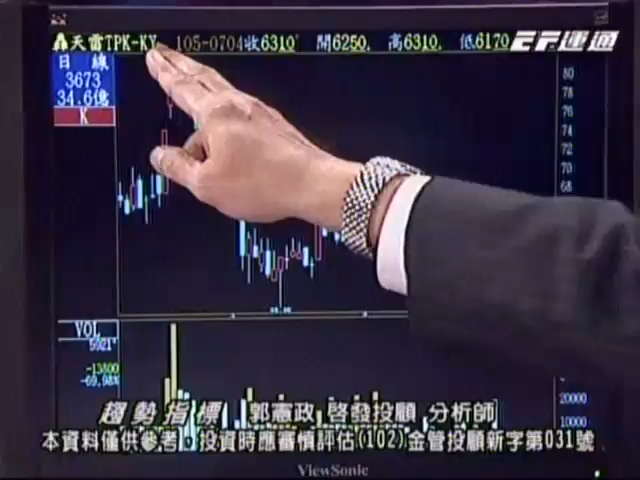 天雷TPK-KY 105-0704收6310 開6250. 高6310. 低6170
EF運通
日 線
3673
34.6億
K
80
78
76
74
72
70
68
VOL
5921
-13800
-69.98%
20000
10000
趨勢指標 郭憲政 啓發投顧 分析師
本資料僅供參考，投資時應審慎評估(102)金管投顧新字第031號
ViewSonic